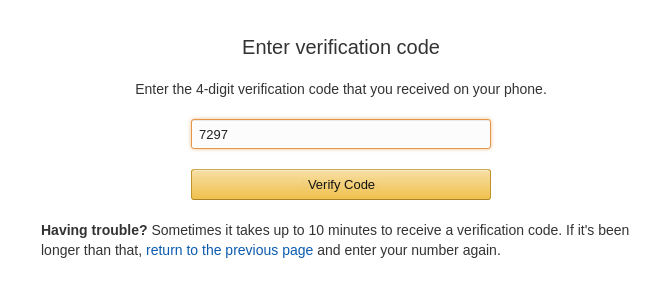 Enter verification code
Enter the 4-digit verification code that you received on your phone.
7297
Verify Code
Having trouble? Sometimes it takes up to 10 minutes to receive a verification code. If it's been
longer than that, return to the previous page and enter your number again.